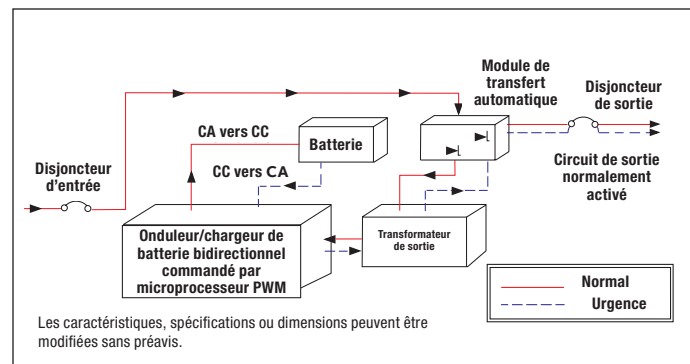 Module de
transfert
automatique
Disjoncteur
de sortie
CA vers CC
Batterie
Disjoncteur
d'entrée
CC vers CA
Circuit de sortie
normalement
activé
Onduleur/chargeur de
batterie bidirectionnel
commandé par
microprocesseur PWM
Transformateur
de sortie
Normal
Urgence
Les caractéristiques, spécifications ou dimensions peuvent être
modifiées sans préavis.